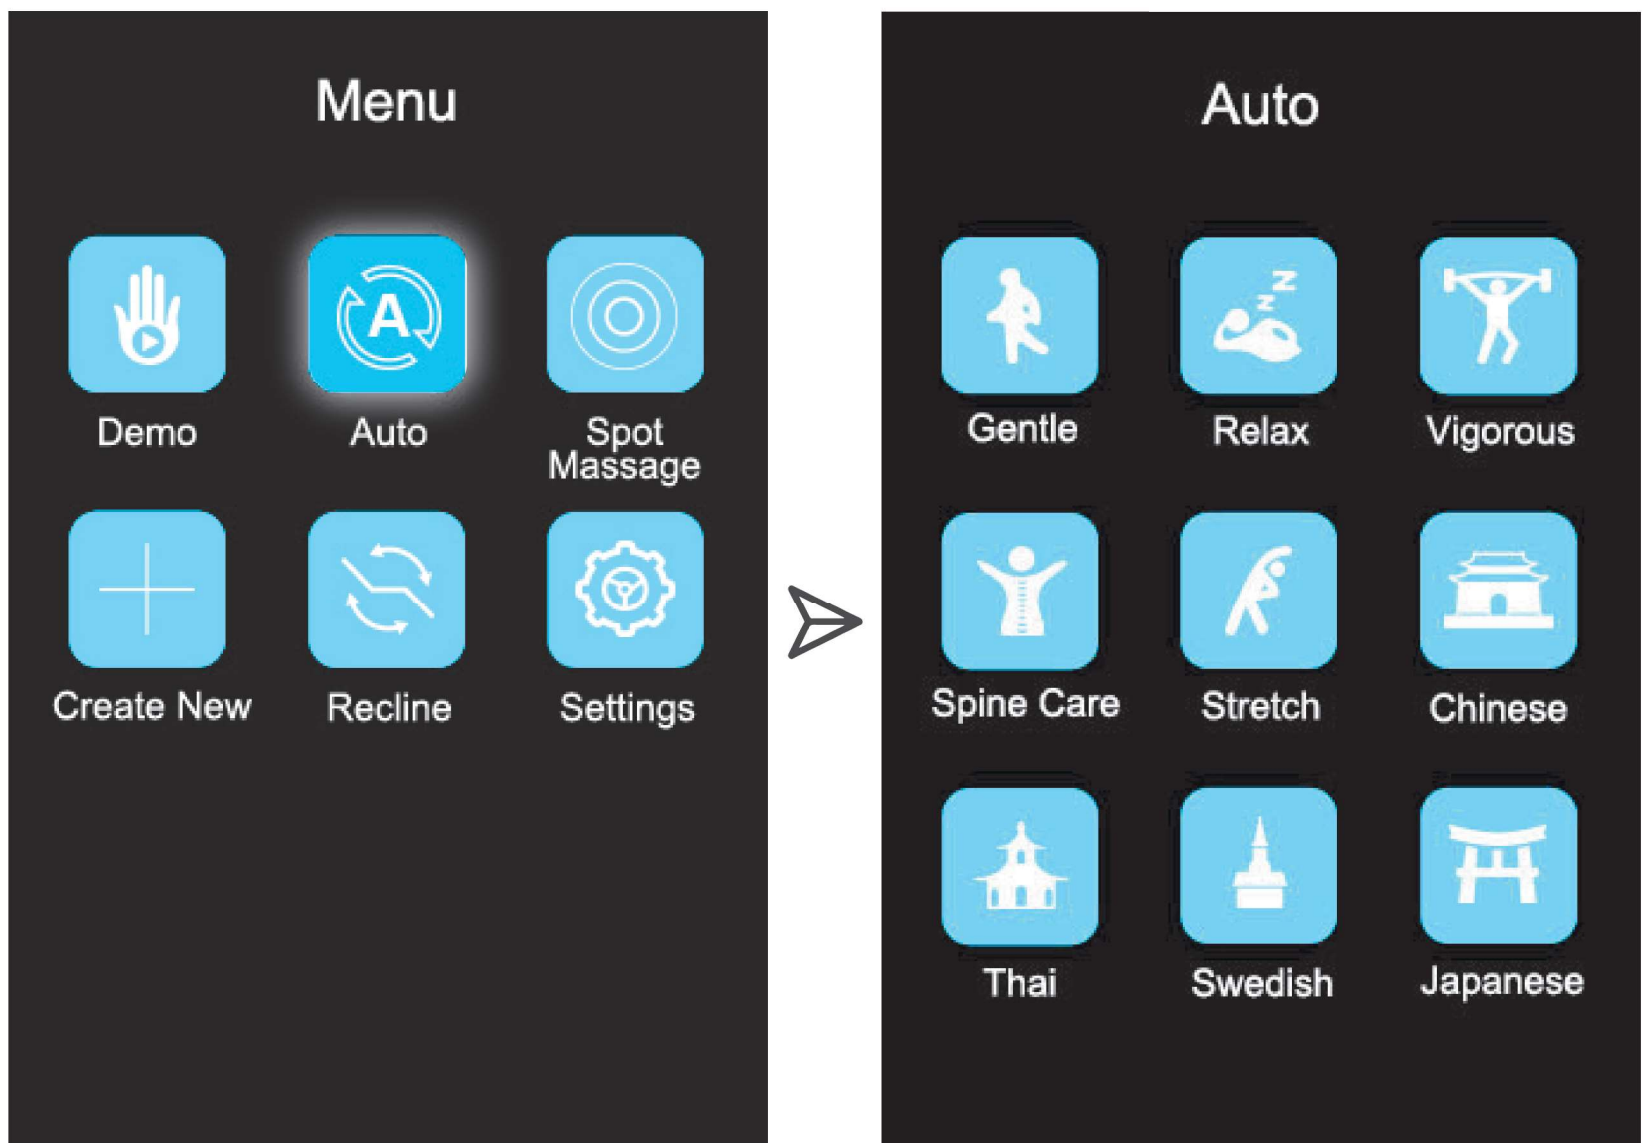 Menu
Demo
Auto
Spot
Massage
Create New
Recline
Settings
Auto
Gentle
Relax
Vigorous
Spine Care
Stretch
Chinese
Thai
Swedish
Japanese